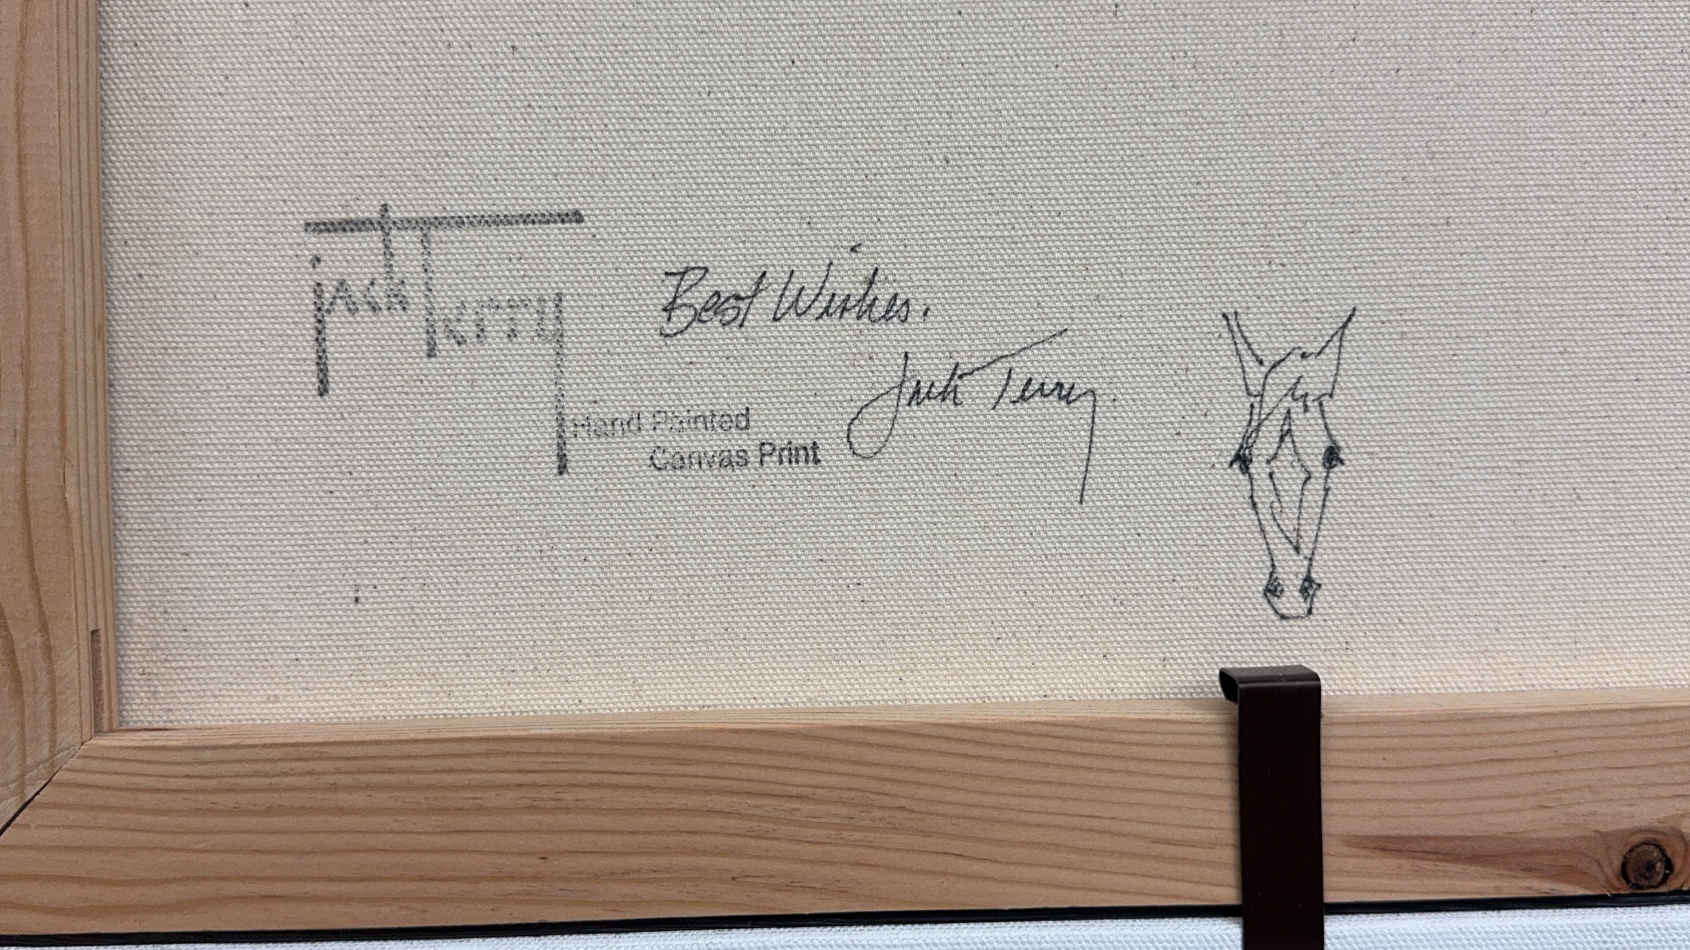 jack Terry
Best Wishes.
Jack Terry
Hand Painted
Canvas Print